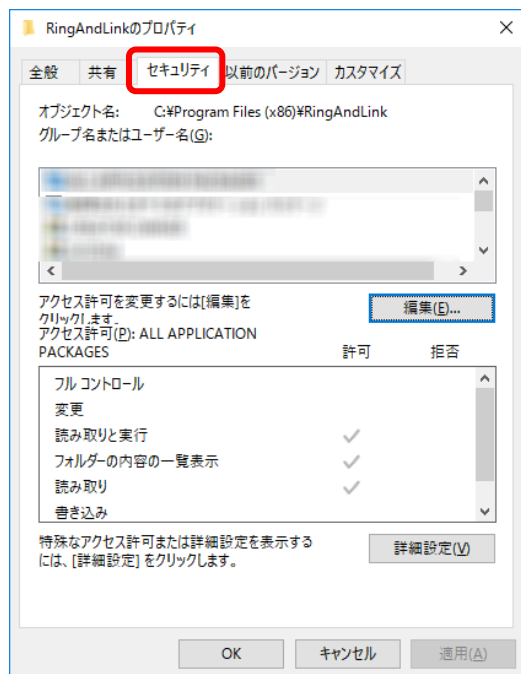 RingAndLinkのプロパティ
全般 共有 セキュリティ 以前のバージョン カスタマイズ
オブジェクト名: C:¥Program Files (x86)¥RingAndLink
グループ名またはユーザー名(G):
アクセス許可を変更するには[編集]を
クリックします。
編集(E)...
アクセス許可(P): ALL APPLICATION
PACKAGES 許可 拒否
フル コントロール
変更
読み取りと実行
フォルダーの内容の一覧表示
読み取り
書き込み
特殊なアクセス許可または詳細設定を表示する
には、[詳細設定] をクリックします。
詳細設定(V)
OK キャンセル 適用(A)